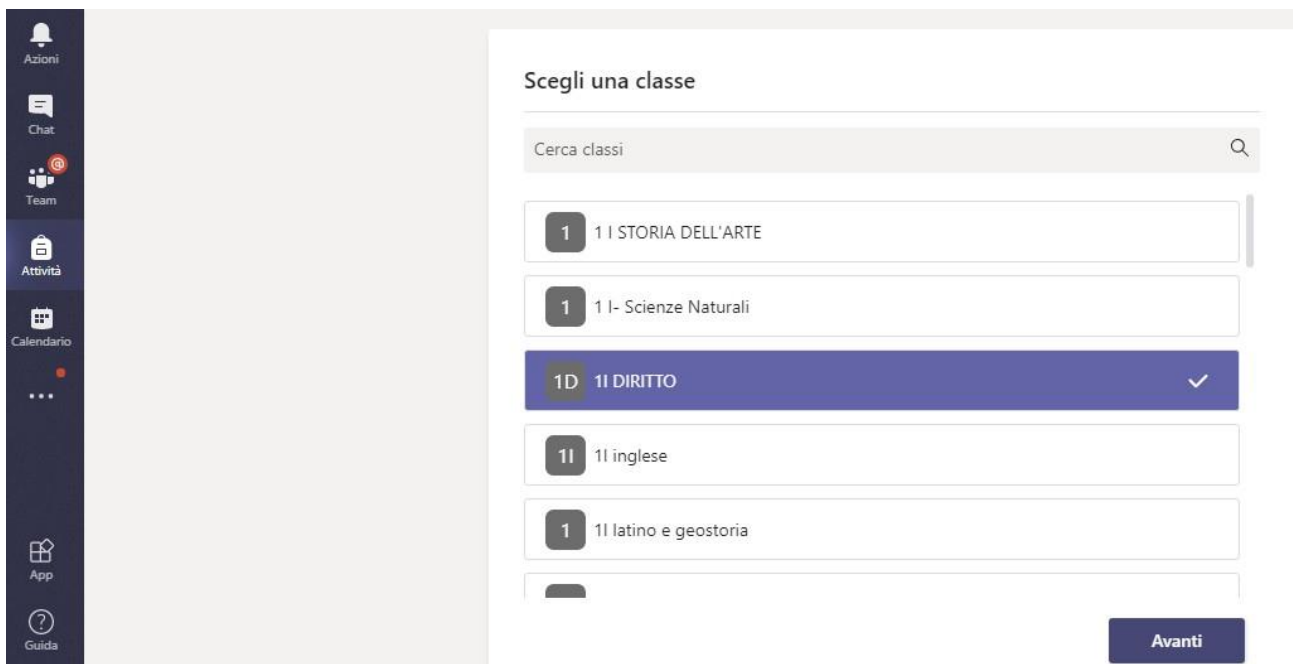 Azioni
Chat
@
Team
Attività
Calendario
...
App
?
Guida
Scegli una classe
Cerca classi
1 1 I STORIA DELL'ARTE
1 1 I- Scienze Naturali
1D 1I DIRITTO
1I 1I inglese
1 1I latino e geostoria
Avanti